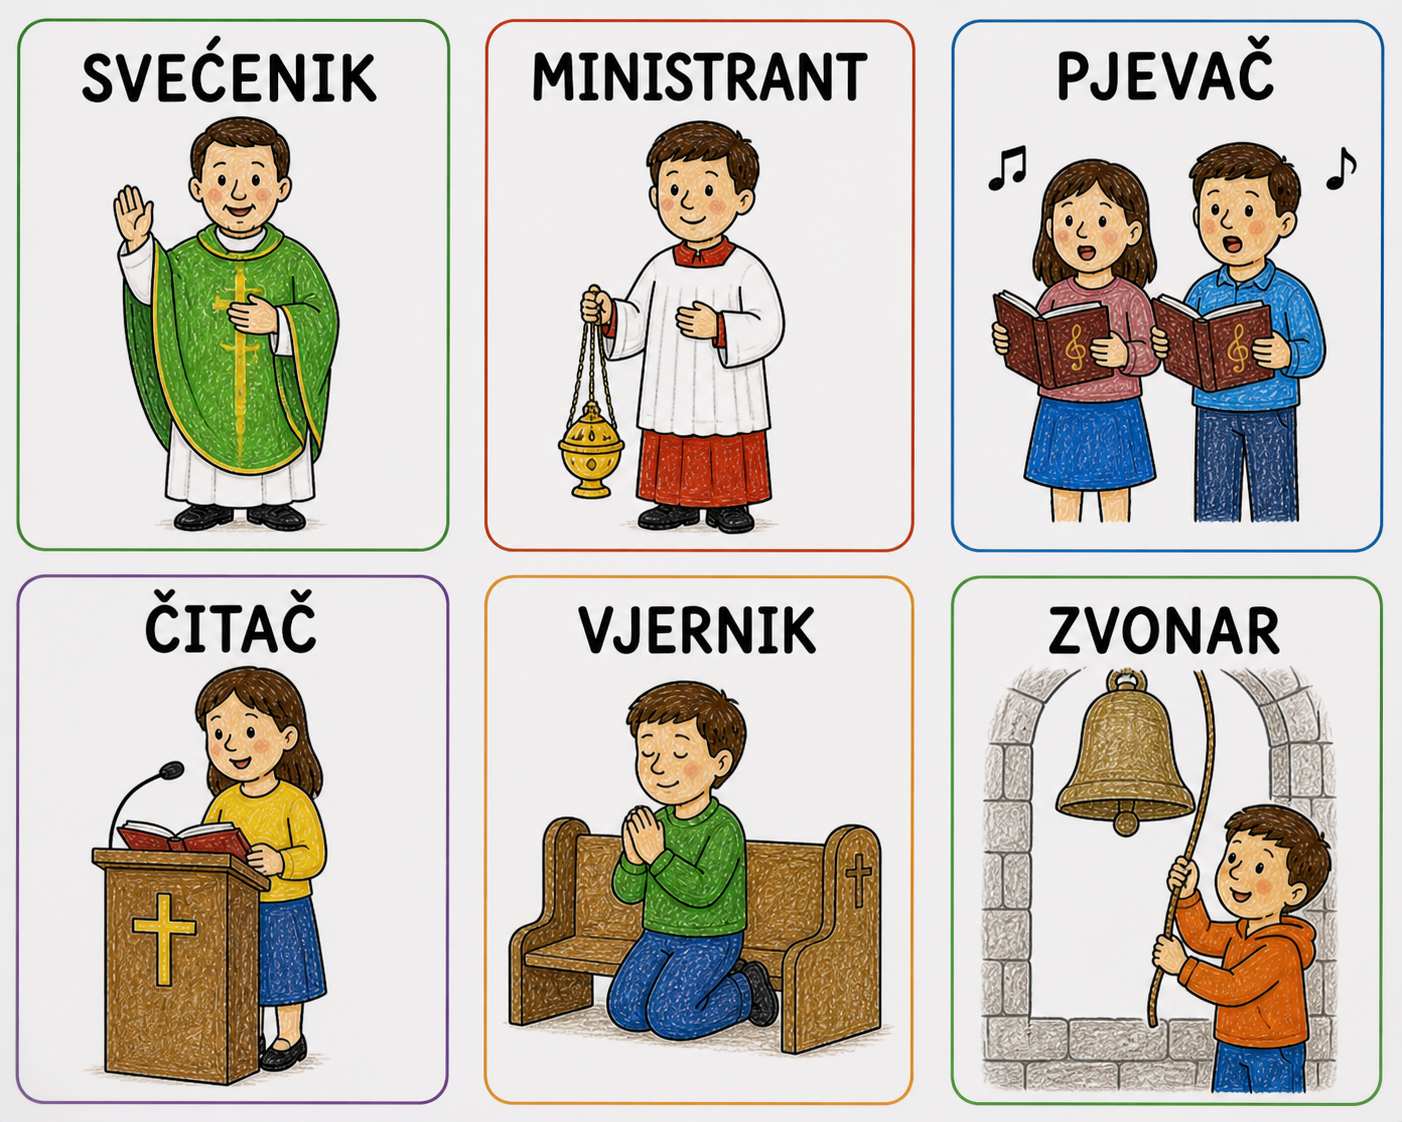 SVEĆENIK
MINISTRANT
PJEVAČ
ČITAČ
VJERNIK
ZVONAR